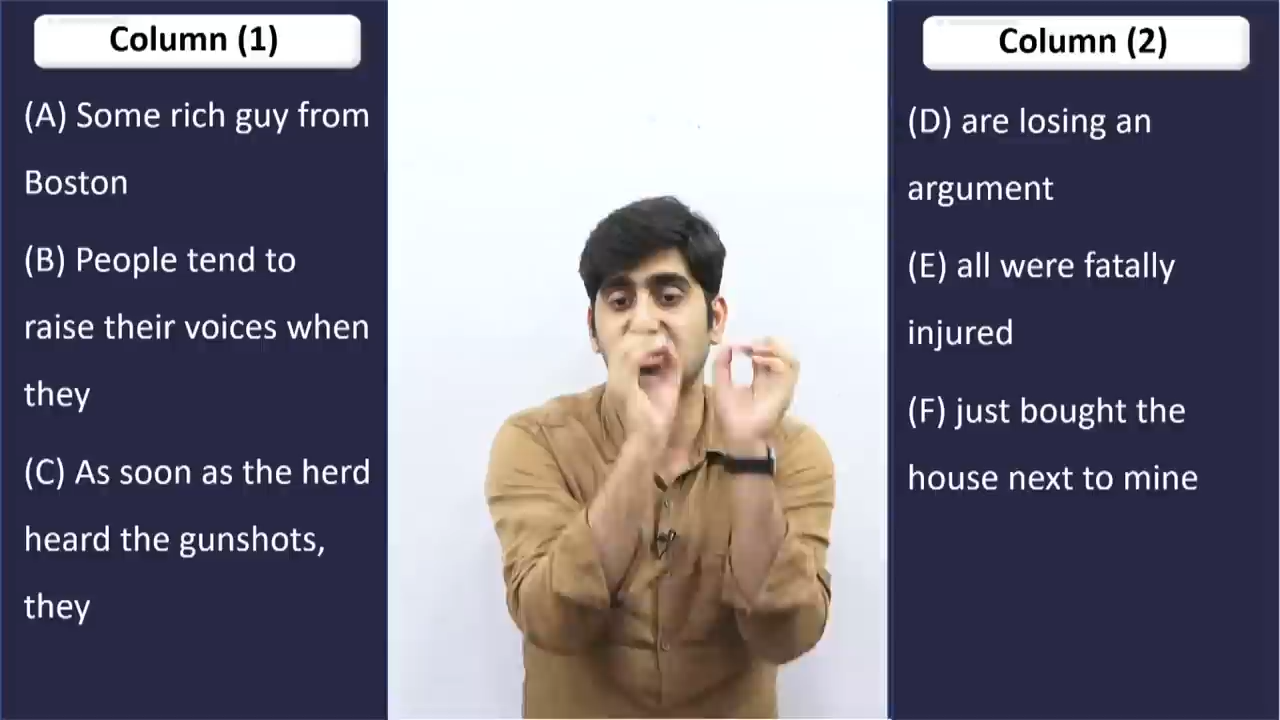 Column (1)
(A) Some rich guy from
Boston
(B) People tend to
raise their voices when
they
(C) As soon as the herd
heard the gunshots,
they
Column (2)
(D) are losing an
argument
(E) all were fatally
injured
(F) just bought the
house next to mine